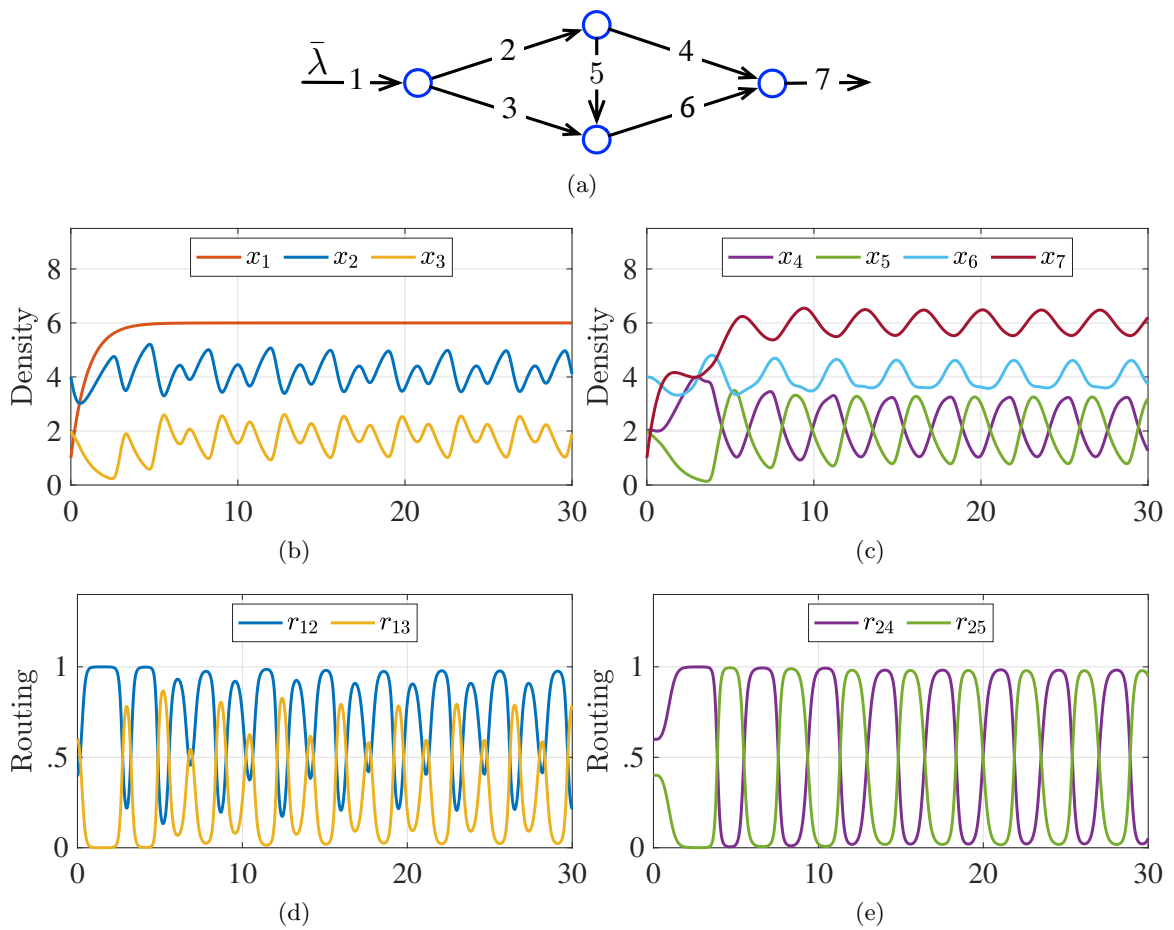 λ̄
1
2
3
4
5
6
7
(a)
x₁ x₂ x₃
Density
8
6
4
2
0
0 10 20 30
(b)
x₄ x₅ x₆ x₇
Density
8
6
4
2
0
0 10 20 30
(c)
r₁₂ r₁₃
Routing
1
.5
0
0 10 20 30
(d)
r₂₄ r₂₅
Routing
1
.5
0
0 10 20 30
(e)